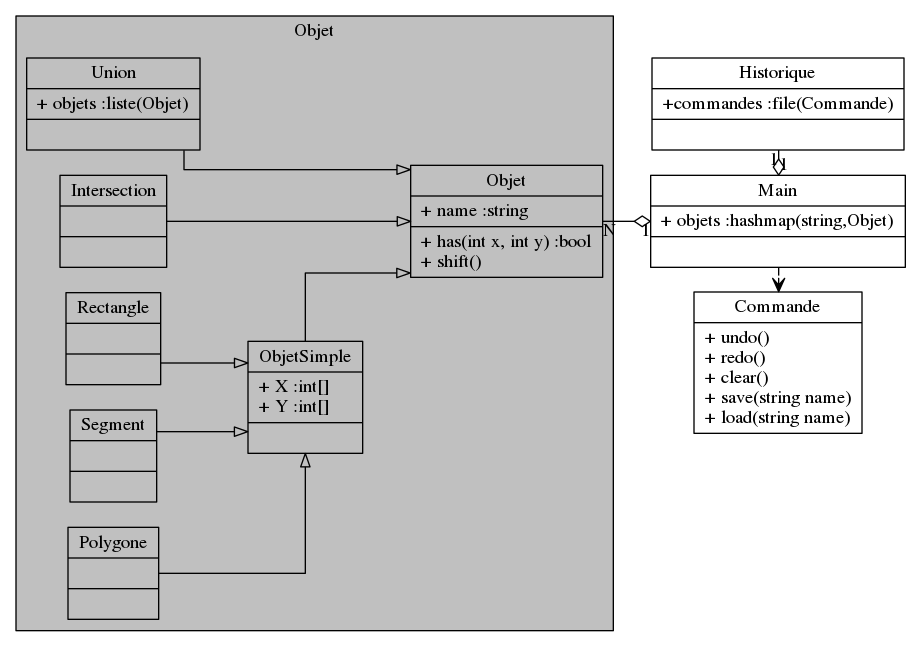 Objet
Union
+ objets :liste(Objet)
Intersection
Rectangle
Segment
Polygone
ObjetSimple
+ X :int[]
+ Y :int[]
Objet
+ name :string
+ has(int x, int y) :bool
+ shift()
N
1
Historique
+commandes :file(Commande)
1
1
Main
+ objets :hashmap(string,Objet)
Commande
+ undo()
+ redo()
+ clear()
+ save(string name)
+ load(string name)